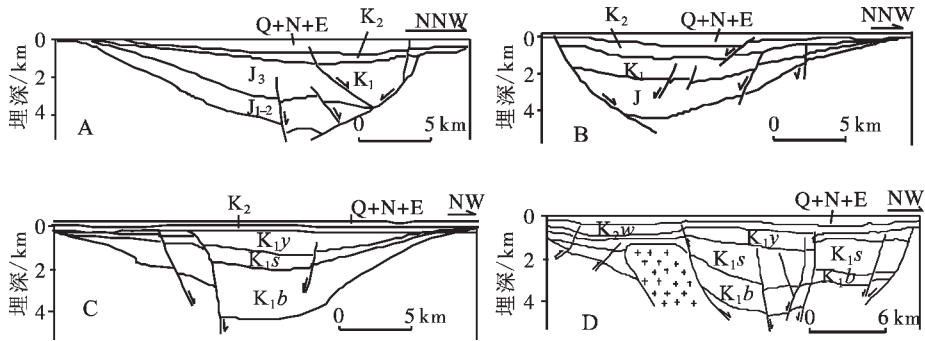 Q+N+E K₂ NNW
埋深/km
0
2
4
J₃ K₁
J₁₋₂
A
0 5 km
K₂ Q+N+E NNW
埋深/km
0
2
4
K₁
J
B
0 5 km
K₂ Q+N+E NW
埋深/km
0
2
4
K₁y
K₁s
K₁b
C
0 5 km
Q+N+E NW
埋深/km
0
2
4
K₂w K₁y
K₁s K₁s
K₁b K₁b
D
0 6 km